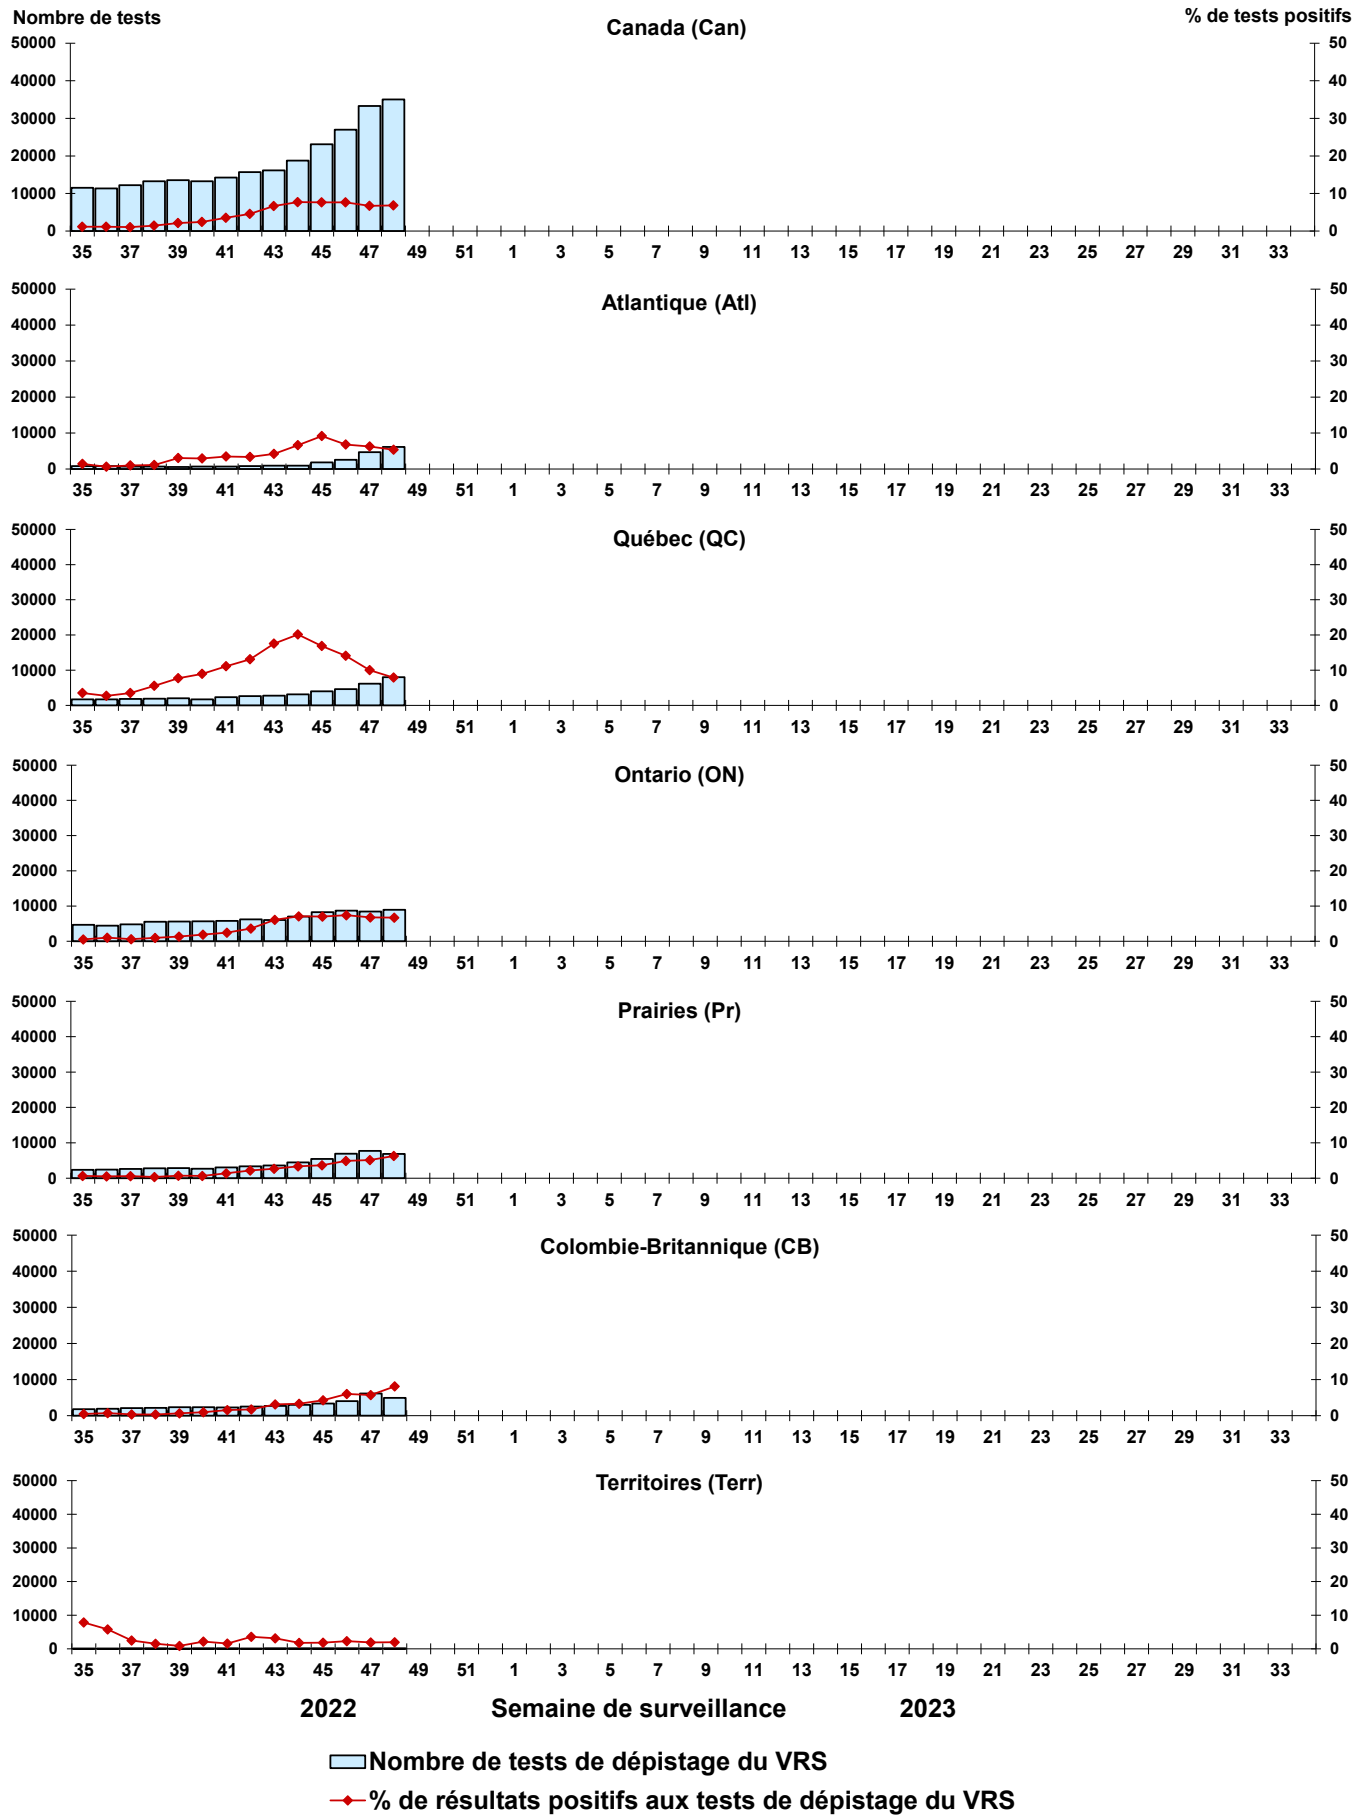 Nombre de tests
% de tests positifs
Canada (Can)
50000 50
40000 40
30000 30
20000 20
10000 10
0 0
35 37 39 41 43 45 47 49 51 1 3 5 7 9 11 13 15 17 19 21 23 25 27 29 31 33
Atlantique (Atl)
50000 50
40000 40
30000 30
20000 20
10000 10
0 0
35 37 39 41 43 45 47 49 51 1 3 5 7 9 11 13 15 17 19 21 23 25 27 29 31 33
Québec (QC)
50000 50
40000 40
30000 30
20000 20
10000 10
0 0
35 37 39 41 43 45 47 49 51 1 3 5 7 9 11 13 15 17 19 21 23 25 27 29 31 33
Ontario (ON)
50000 50
40000 40
30000 30
20000 20
10000 10
0 0
35 37 39 41 43 45 47 49 51 1 3 5 7 9 11 13 15 17 19 21 23 25 27 29 31 33
Prairies (Pr)
50000 50
40000 40
30000 30
20000 20
10000 10
0 0
35 37 39 41 43 45 47 49 51 1 3 5 7 9 11 13 15 17 19 21 23 25 27 29 31 33
Colombie-Britannique (CB)
50000 50
40000 40
30000 30
20000 20
10000 10
0 0
35 37 39 41 43 45 47 49 51 1 3 5 7 9 11 13 15 17 19 21 23 25 27 29 31 33
Territoires (Terr)
50000 50
40000 40
30000 30
20000 20
10000 10
0 0
35 37 39 41 43 45 47 49 51 1 3 5 7 9 11 13 15 17 19 21 23 25 27 29 31 33
2022 Semaine de surveillance 2023
Nombre de tests de dépistage du VRS
% de résultats positifs aux tests de dépistage du VRS